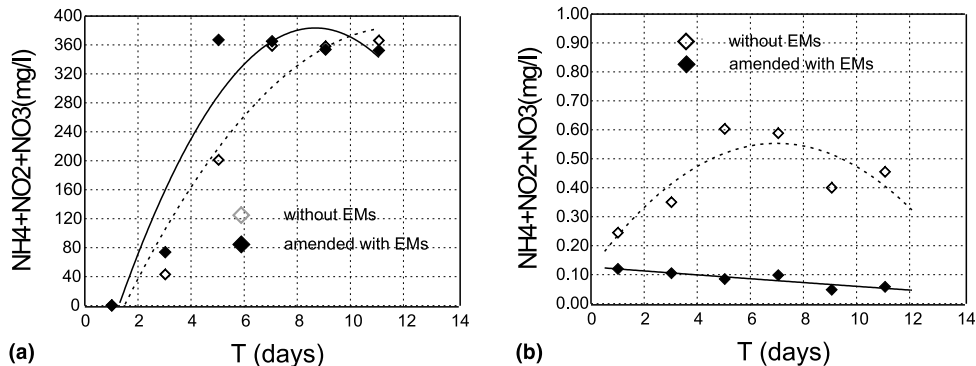 NH4+NO2+NO3(mg/l)
400
360
320
280
240
200
160
120
80
40
0
without EMs
amended with EMs
0 2 4 6 8 10 12 14
(a) T (days)
NH4+NO2+NO3(mg/l)
1.00
0.90
0.80
0.70
0.60
0.50
0.40
0.30
0.20
0.10
0.00
without EMs
amended with EMs
0 2 4 6 8 10 12 14
(b) T (days)